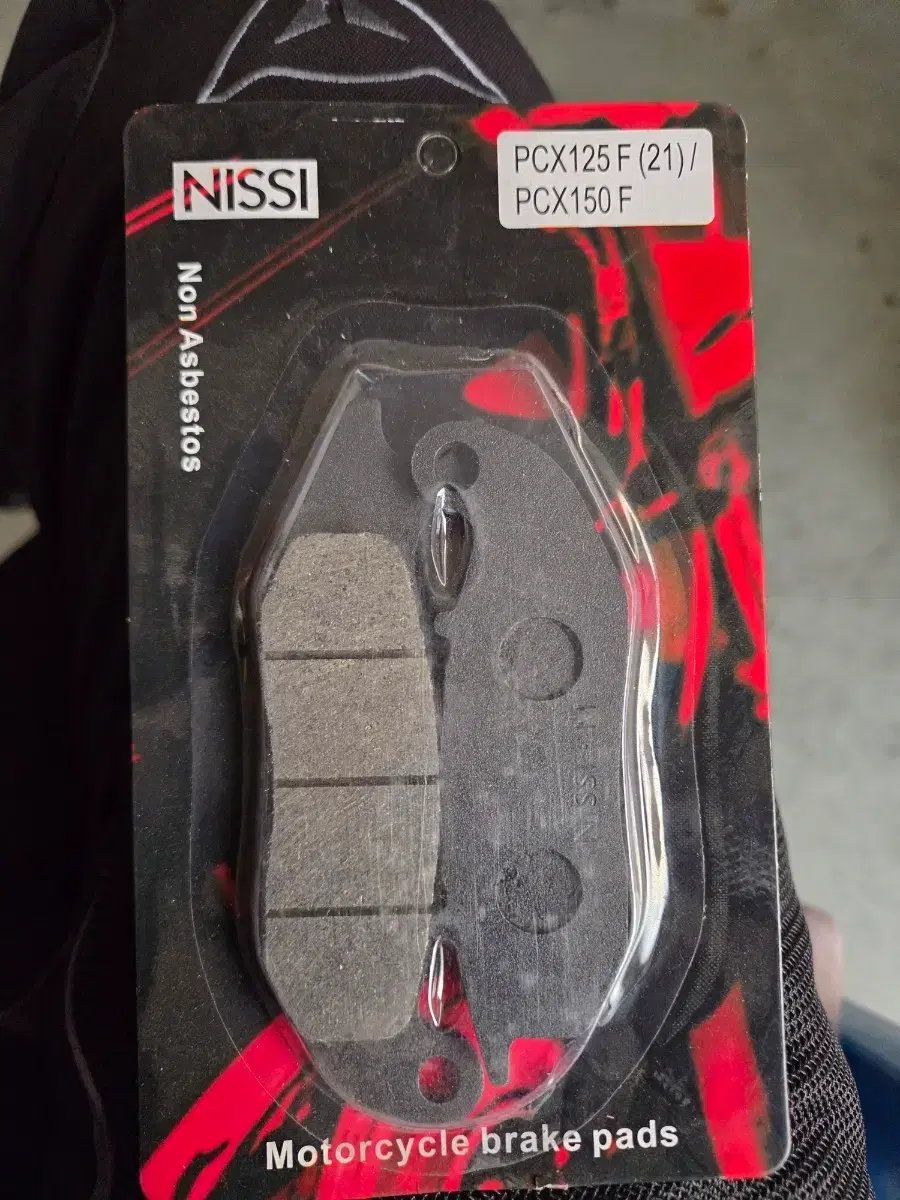 NISSI
PCX125 F (21) /
PCX150 F
Non Asbestos
Motorcycle brake pads